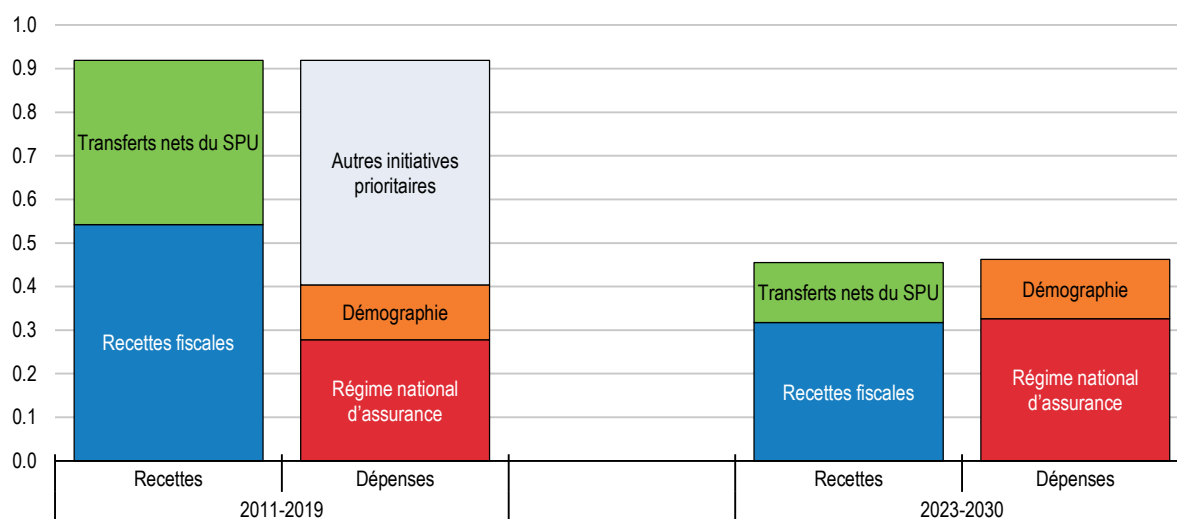 1.0
0.9
0.8
0.7
0.6
0.5
0.4
0.3
0.2
0.1
0.0
Transferts nets du SPU
Recettes fiscales
Autres initiatives
prioritaires
Démographie
Régime national
d'assurance
Transferts nets du SPU
Recettes fiscales
Démographie
Régime national
d'assurance
Recettes
Dépenses
Recettes
Dépenses
2011-2019
2023-2030